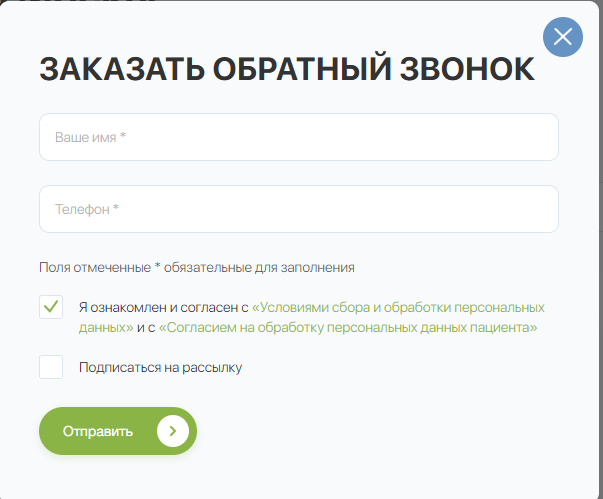 ЗАКАЗАТЬ ОБРАТНЫЙ ЗВОНОК
Ваше имя *
Телефон *
Поля отмеченные * обязательные для заполнения
Я ознакомлен и согласен с «Условиями сбора и обработки персональных
данных» и с «Согласием на обработку персональных данных пациента»
Подписаться на рассылку
Отправить